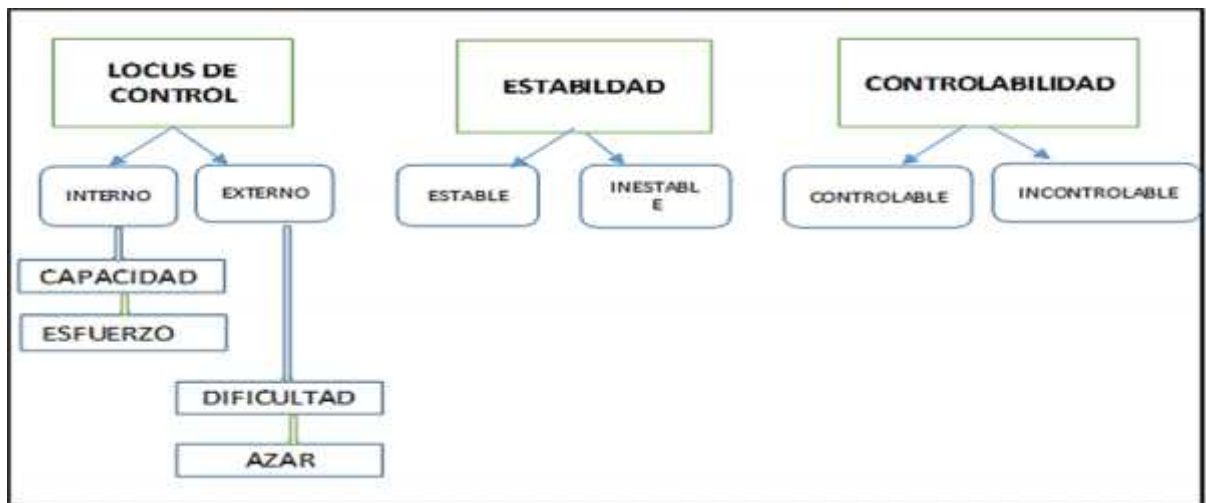 LOCUS DE
CONTROL
ESTABILDAD
CONTROLABILIDAD
INTERNO
EXTERNO
ESTABLE
INESTABL
E
CONTROLABLE
INCONTROLABLE
CAPACIDAD
ESFUERZO
DIFICULTAD
AZAR